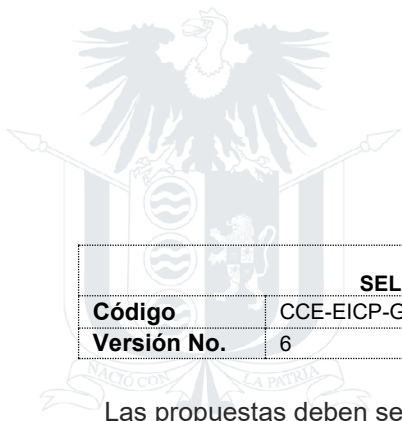 SEL
Código CCE-EICP-G
Versión No. 6
NACIÓ CON LA PATRIA
Las propuestas deben se